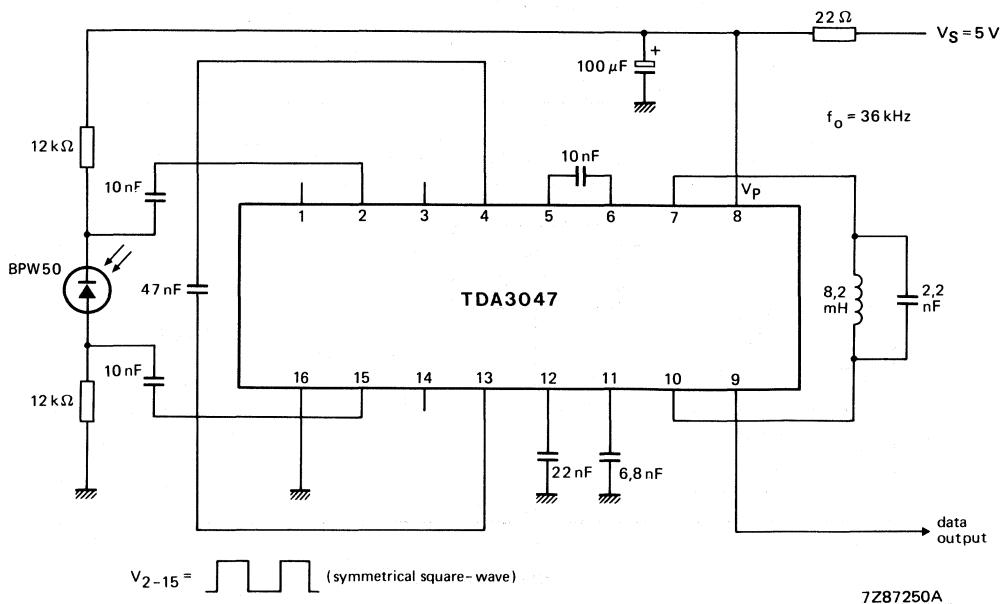 22 Ω
V_S = 5 V
+
100 μF
f_o = 36 kHz
12 kΩ
10 nF
10 nF
V_P
1 2 3 4 5 6 7 8
BPW50
47 nF
TDA3047
8,2 mH
2,2 nF
16 15 14 13 12 11 10 9
10 nF
12 kΩ
22 nF
6,8 nF
data
output
V_2-15 = (symmetrical square-wave)
7Z87250A